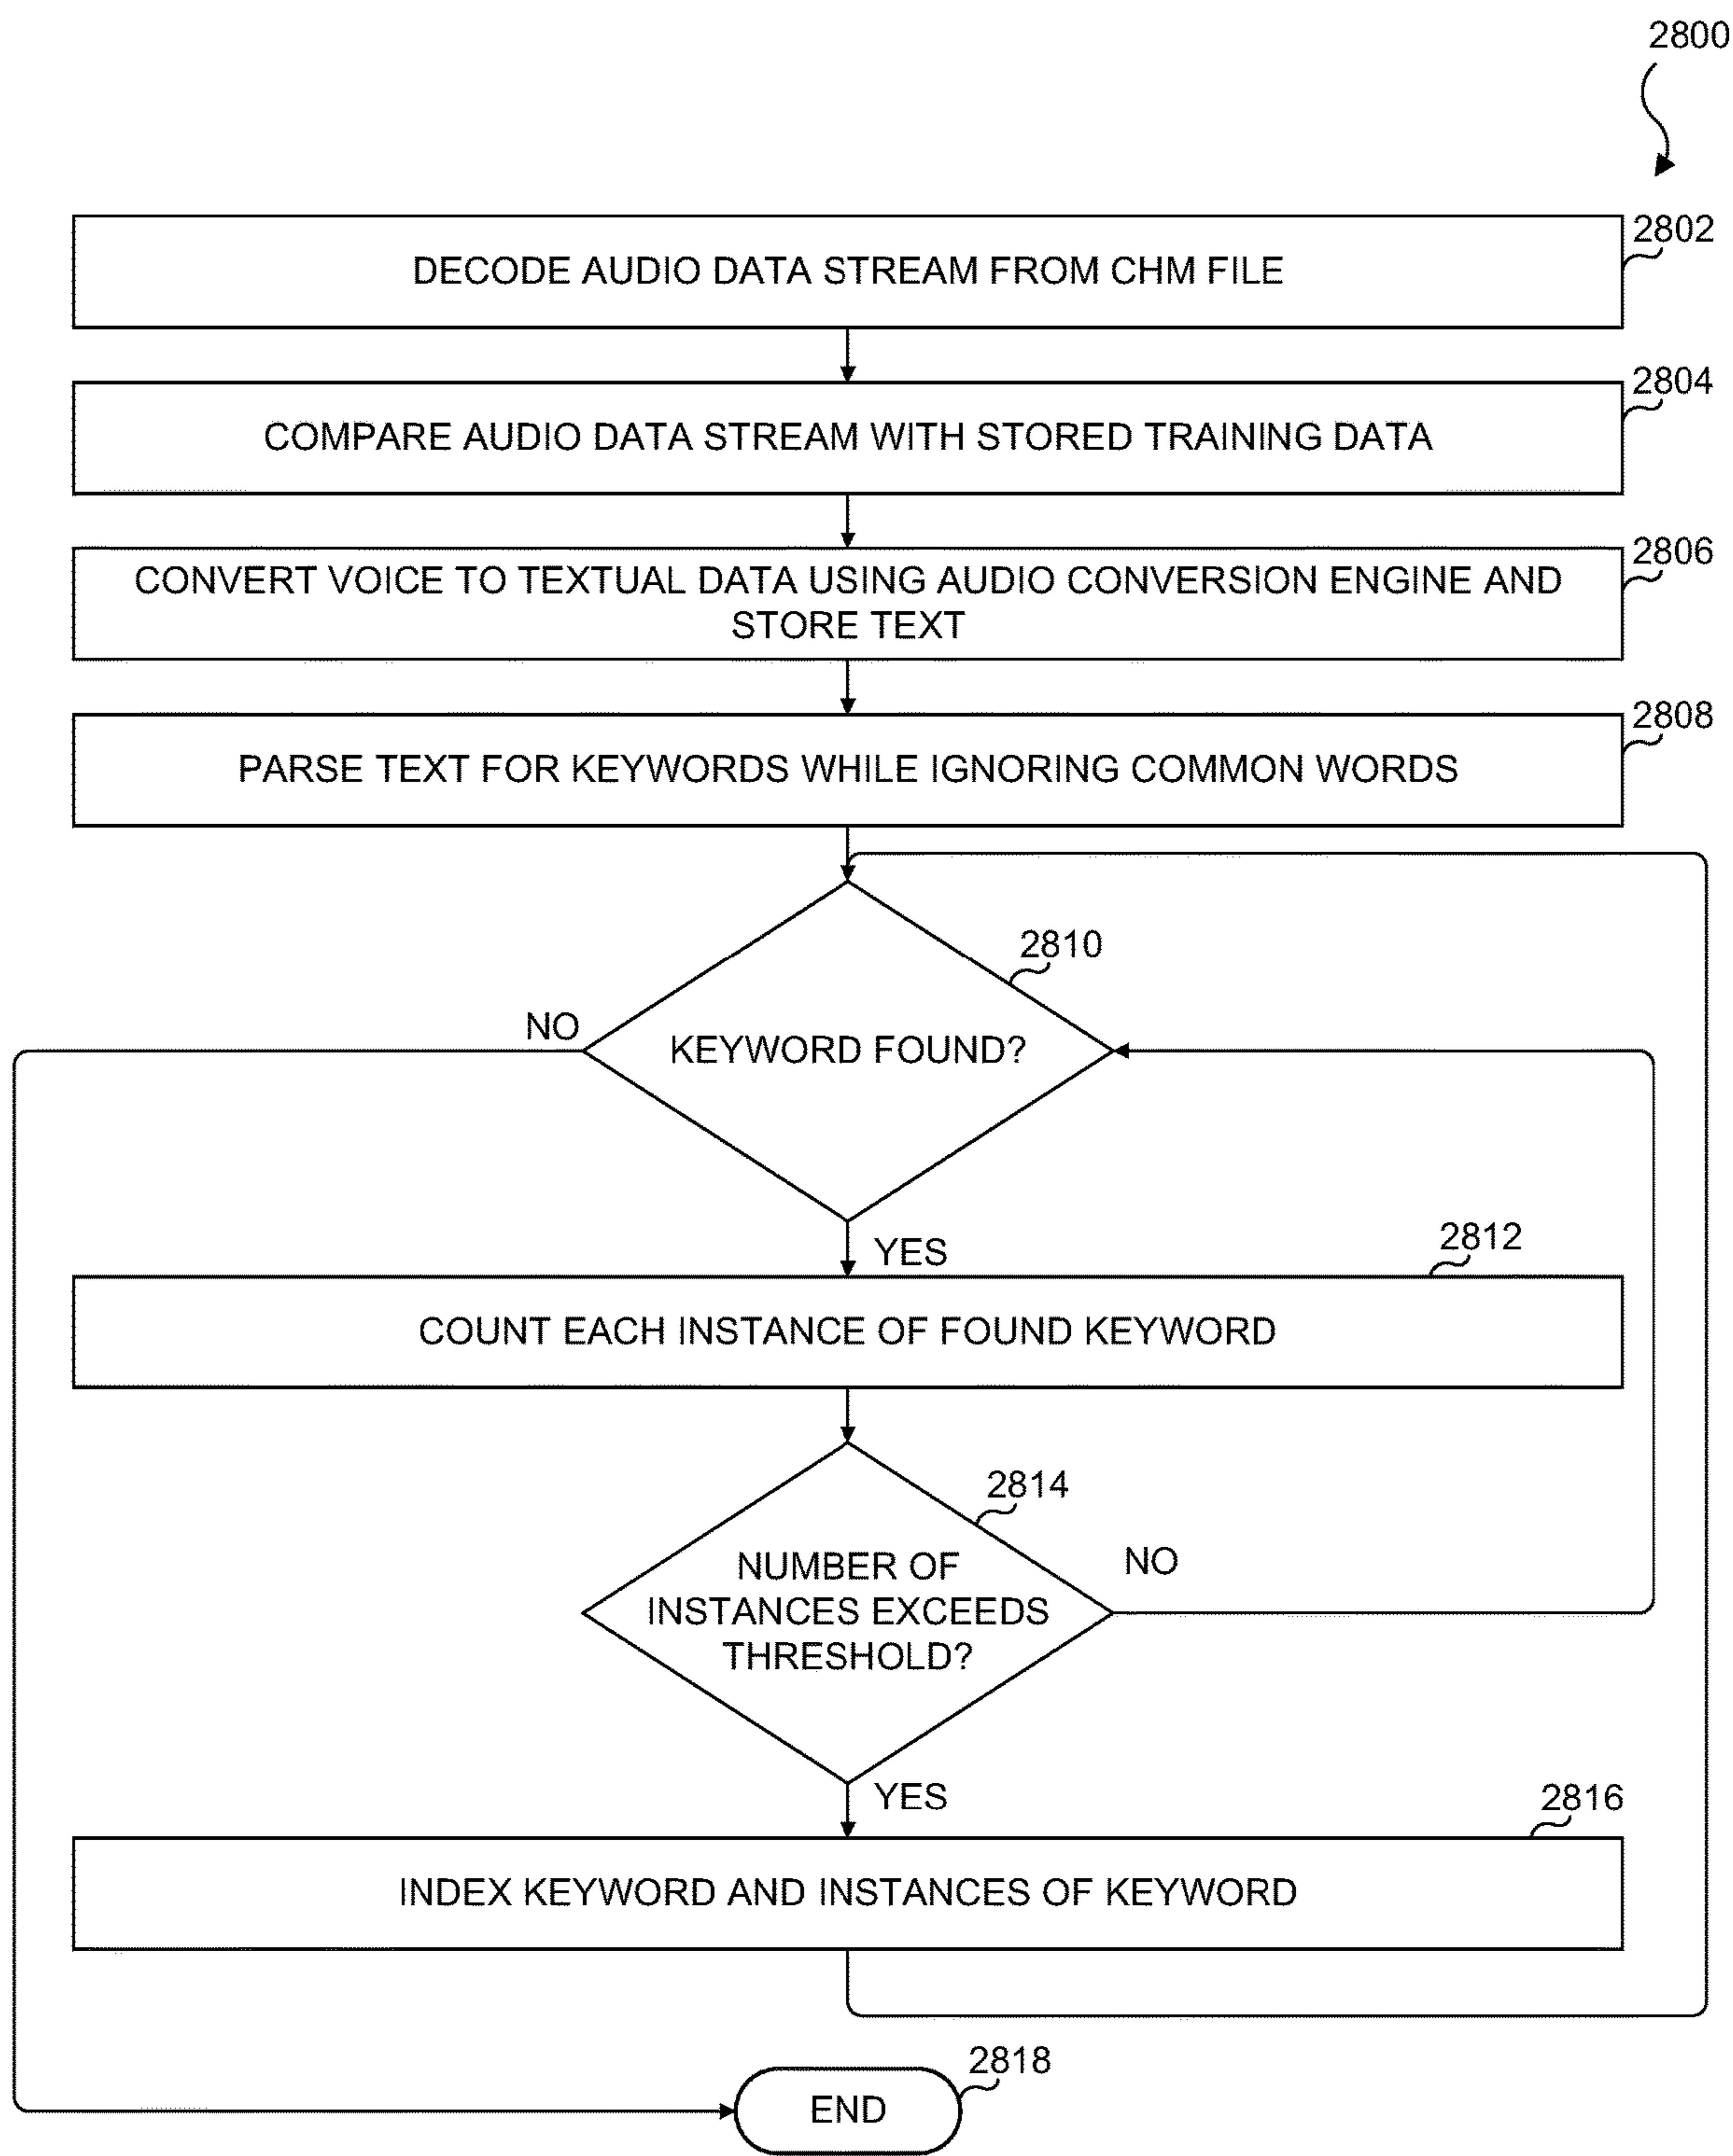 2800
2802
DECODE AUDIO DATA STREAM FROM CHM FILE
2804
COMPARE AUDIO DATA STREAM WITH STORED TRAINING DATA
2806
CONVERT VOICE TO TEXTUAL DATA USING AUDIO CONVERSION ENGINE AND
STORE TEXT
2808
PARSE TEXT FOR KEYWORDS WHILE IGNORING COMMON WORDS
2810
NO
KEYWORD FOUND?
YES
2812
COUNT EACH INSTANCE OF FOUND KEYWORD
2814
NO
NUMBER OF
INSTANCES EXCEEDS
THRESHOLD?
YES
2816
INDEX KEYWORD AND INSTANCES OF KEYWORD
2818
END